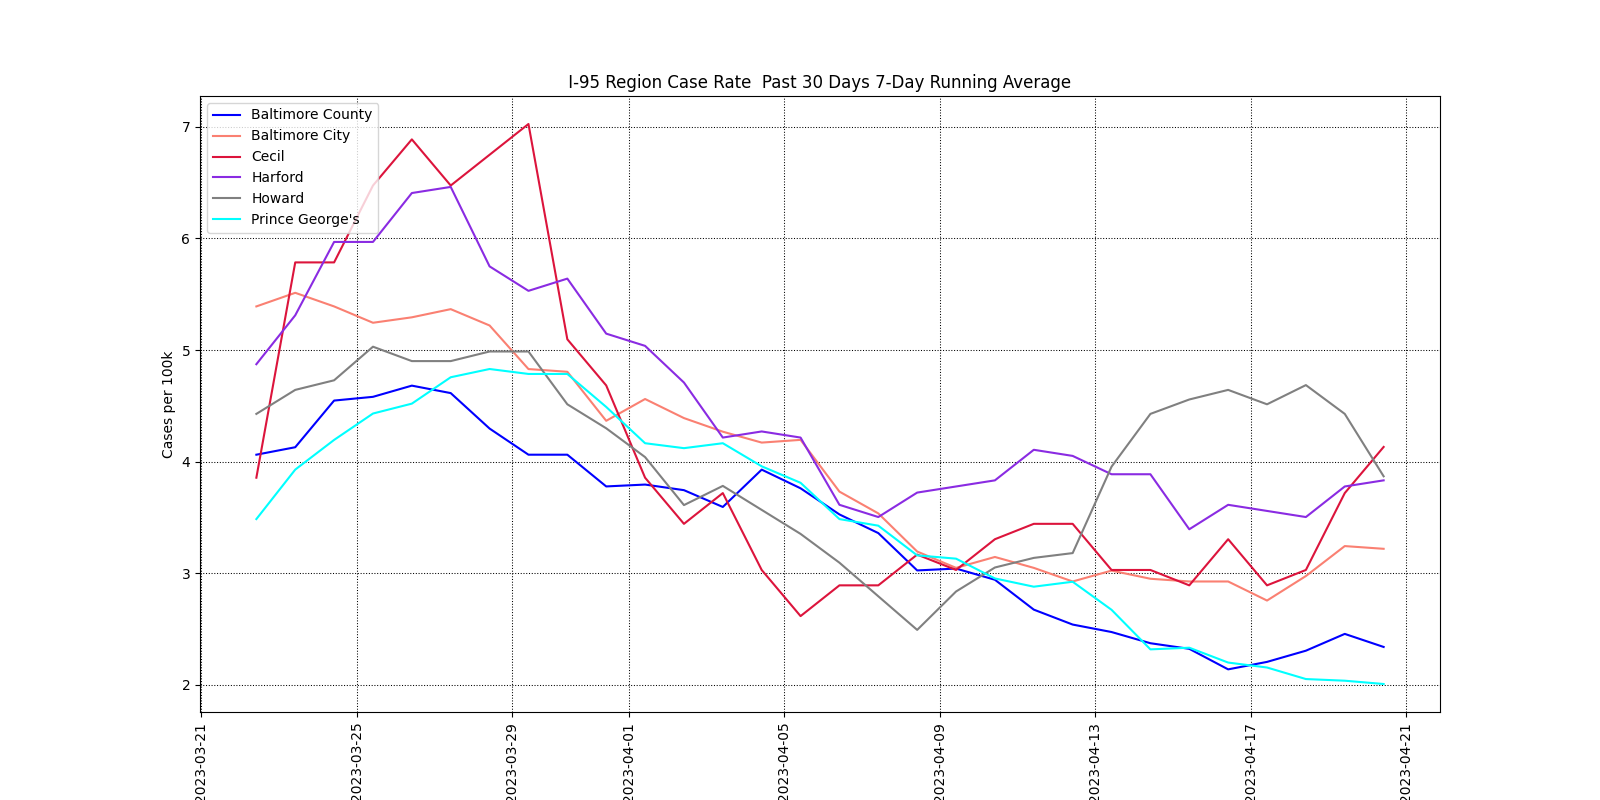 I-95 Region Case Rate  Past 30 Days 7-Day Running Average
Baltimore County
Baltimore City
Cecil
Harford
Howard
Prince George's
Cases per 100k
7
6
5
4
3
2
2023-03-21
2023-03-25
2023-03-29
2023-04-01
2023-04-05
2023-04-09
2023-04-13
2023-04-17
2023-04-21